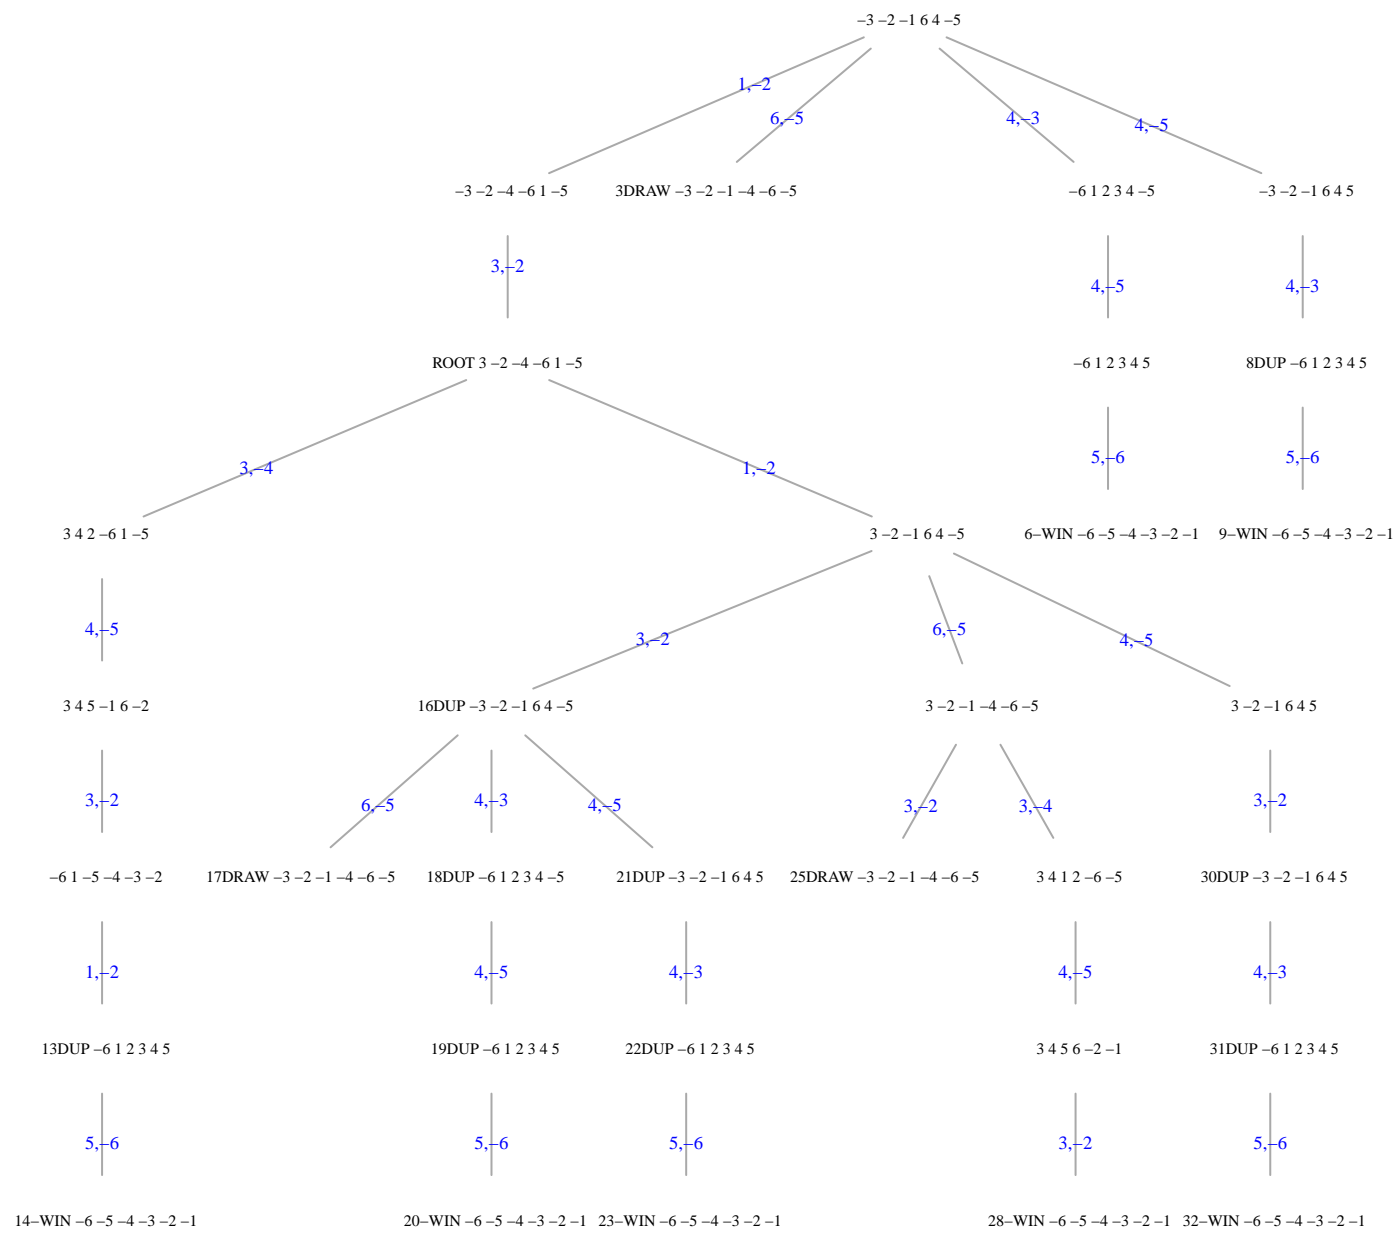 –3 –2 –1 6 4 –5
1,–2
6,–5
4,–3
4,–5
–3 –2 –4 –6 1 –5
3DRAW –3 –2 –1 –4 –6 –5
–6 1 2 3 4 –5
–3 –2 –1 6 4 5
3,–2
4,–5
4,–3
ROOT 3 –2 –4 –6 1 –5
–6 1 2 3 4 5
8DUP –6 1 2 3 4 5
3,–4
1,–2
5,–6
5,–6
3 4 2 –6 1 –5
3 –2 –1 6 4 –5
6–WIN –6 –5 –4 –3 –2 –1
9–WIN –6 –5 –4 –3 –2 –1
4,–5
3,–2
6,–5
4,–5
3 4 5 –1 6 –2
16DUP –3 –2 –1 6 4 –5
3 –2 –1 –4 –6 –5
3 –2 –1 6 4 5
3,–2
6,–5
4,–3
4,–5
3,–2
3,–4
3,–2
–6 1 –5 –4 –3 –2
17DRAW –3 –2 –1 –4 –6 –5
18DUP –6 1 2 3 4 –5
21DUP –3 –2 –1 6 4 5
25DRAW –3 –2 –1 –4 –6 –5
3 4 1 2 –6 –5
30DUP –3 –2 –1 6 4 5
1,–2
4,–5
4,–3
4,–5
4,–3
13DUP –6 1 2 3 4 5
19DUP –6 1 2 3 4 5
22DUP –6 1 2 3 4 5
3 4 5 6 –2 –1
31DUP –6 1 2 3 4 5
5,–6
5,–6
5,–6
3,–2
5,–6
14–WIN –6 –5 –4 –3 –2 –1
20–WIN –6 –5 –4 –3 –2 –1
23–WIN –6 –5 –4 –3 –2 –1
28–WIN –6 –5 –4 –3 –2 –1
32–WIN –6 –5 –4 –3 –2 –1